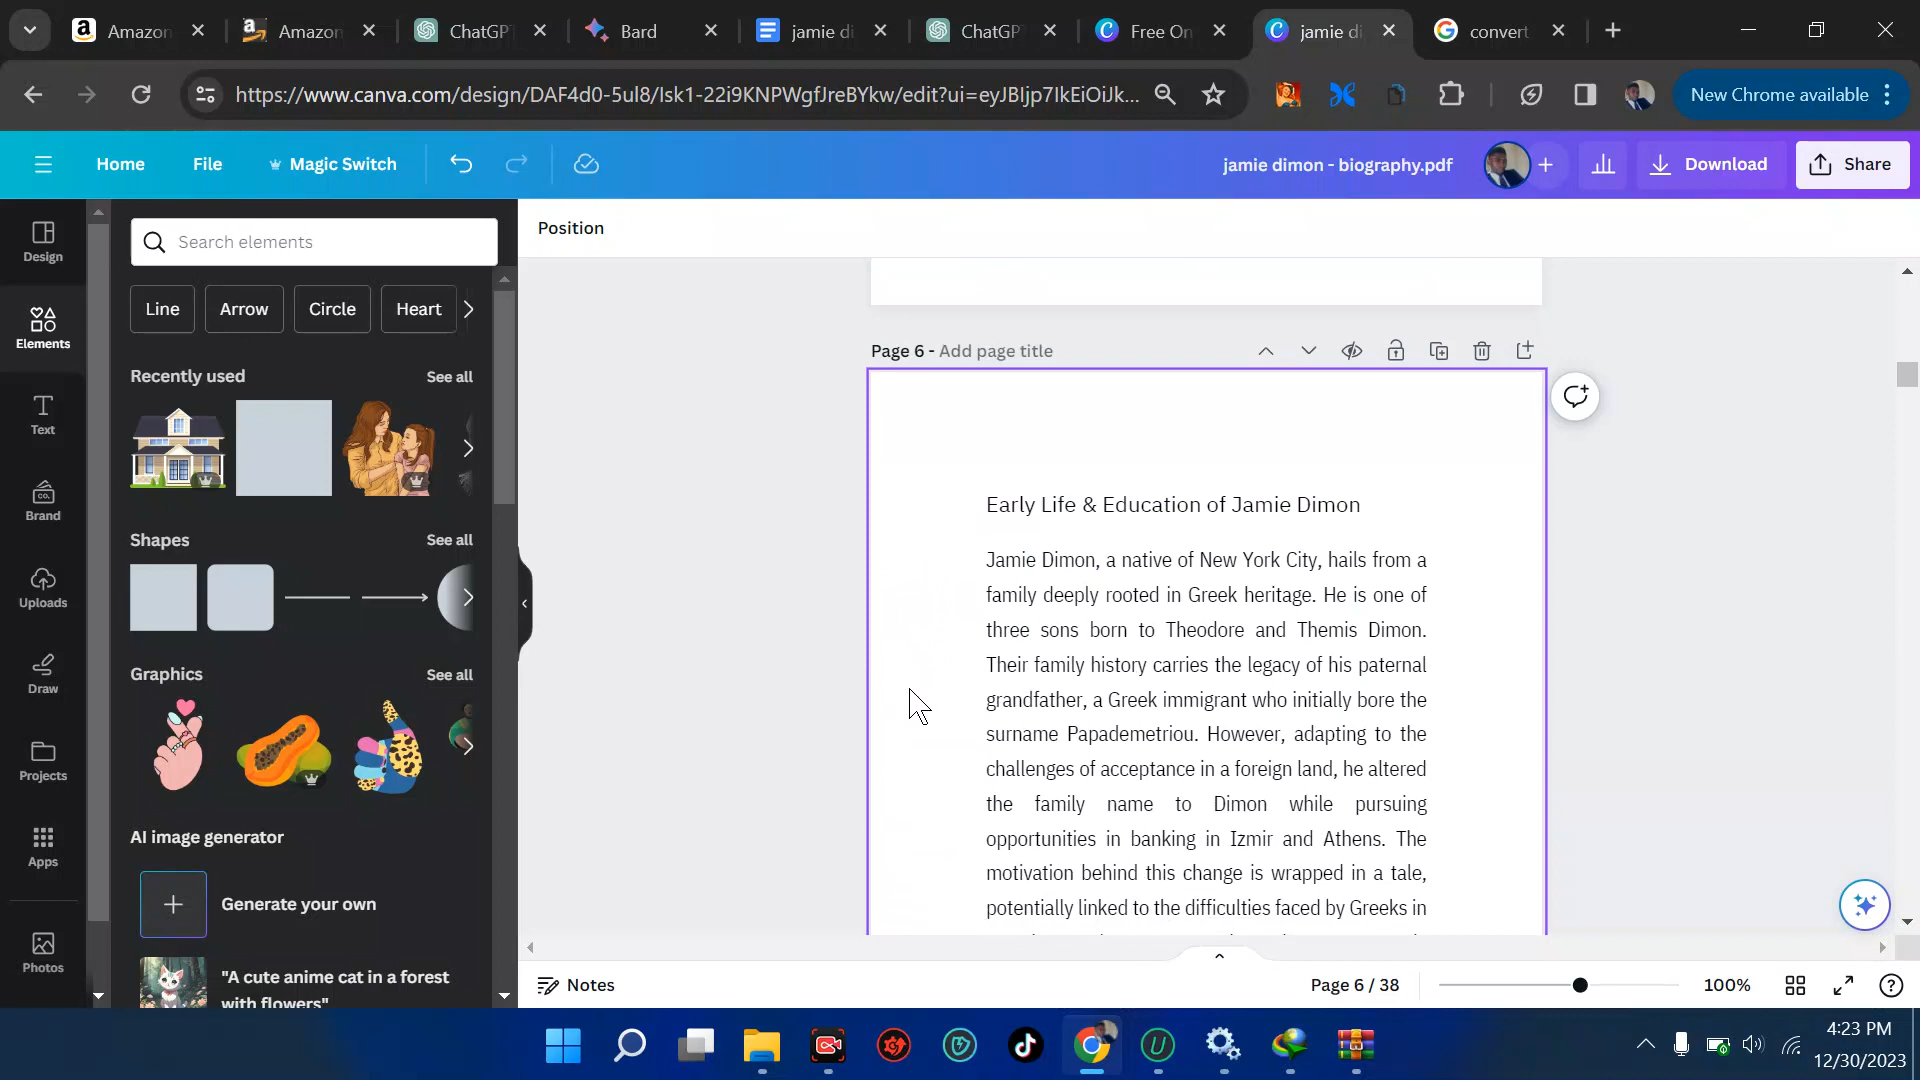 Amazon
Amazon
ChatGP
Bard
jamie di
ChatGP
Free On
jamie di
convert
https://www.canva.com/design/DAF4d0-5ul8/Isk1-22i9KNPWgfJreBYkw/edit?ui=eyJBIjp7IkEiOiJk...
New Chrome available
Home
File
Magic Switch
jamie dimon - biography.pdf
Download
Share
Design
Elements
Text
Brand
Uploads
Draw
Projects
Apps
Photos
Search elements
Line
Arrow
Circle
Heart
Recently used
See all
Shapes
See all
Graphics
See all
AI image generator
Generate your own
"A cute anime cat in a forest
with flowers"
Position
Page 6 - Add page title
Early Life & Education of Jamie Dimon
Jamie Dimon, a native of New York City, hails from a
family deeply rooted in Greek heritage. He is one of
three sons born to Theodore and Themis Dimon.
Their family history carries the legacy of his paternal
grandfather, a Greek immigrant who initially bore the
surname Papademetriou. However, adapting to the
challenges of acceptance in a foreign land, he altered
the family name to Dimon while pursuing
opportunities in banking in Izmir and Athens. The
motivation behind this change is wrapped in a tale,
potentially linked to the difficulties faced by Greeks in
Notes
Page 6 / 38
100%
4:23 PM
12/30/2023